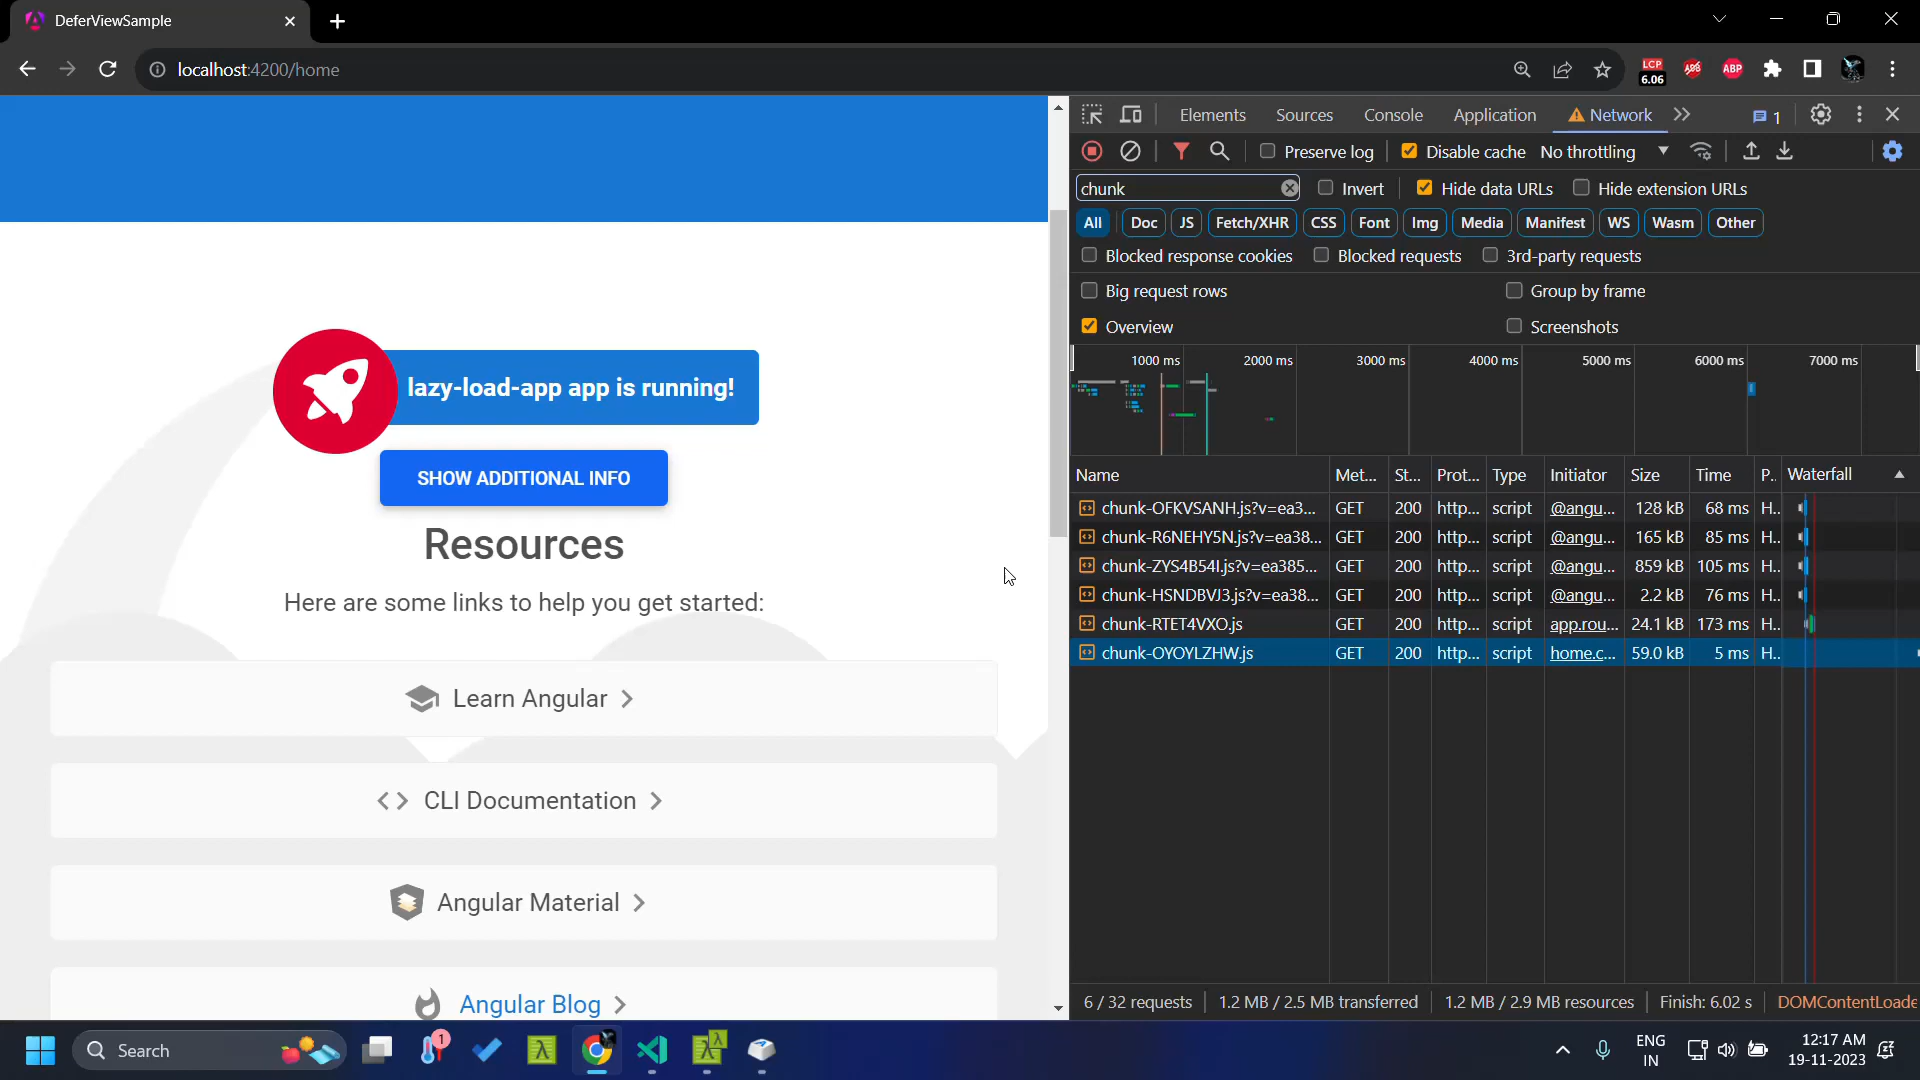 DeferViewSample
localhost:4200/home
LCP
6.06
ABP
lazy-load-app app is running!
SHOW ADDITIONAL INFO
Resources
Here are some links to help you get started:
Learn Angular
CLI Documentation
Angular Material
Angular Blog
Elements Sources Console Application Network 1
Preserve log Disable cache No throttling
chunk Invert Hide data URLs Hide extension URLs
All Doc JS Fetch/XHR CSS Font Img Media Manifest WS Wasm Other
Blocked response cookies Blocked requests 3rd-party requests
Big request rows Group by frame
Overview Screenshots
1000 ms 2000 ms 3000 ms 4000 ms 5000 ms 6000 ms 7000 ms
Name Met... St... Prot... Type Initiator Size Time P.. Waterfall
chunk-OFKVSANH.js?v=ea3... GET 200 http... script @angu... 128 kB 68 ms H..
chunk-R6NEHY5N.js?v=ea38... GET 200 http... script @angu... 165 kB 85 ms H..
chunk-ZYS4B54I.js?v=ea385... GET 200 http... script @angu... 859 kB 105 ms H..
chunk-HSNDBVJ3.js?v=ea38... GET 200 http... script @angu... 2.2 kB 76 ms H..
chunk-RTET4VXO.js GET 200 http... script app.rou... 24.1 kB 173 ms H..
chunk-OYOYLZHW.js GET 200 http... script home.c... 59.0 kB 5 ms H..
6 / 32 requests 1.2 MB / 2.5 MB transferred 1.2 MB / 2.9 MB resources Finish: 6.02 s DOMContentLoade
Search
1
ENG
IN
12:17 AM
19-11-2023